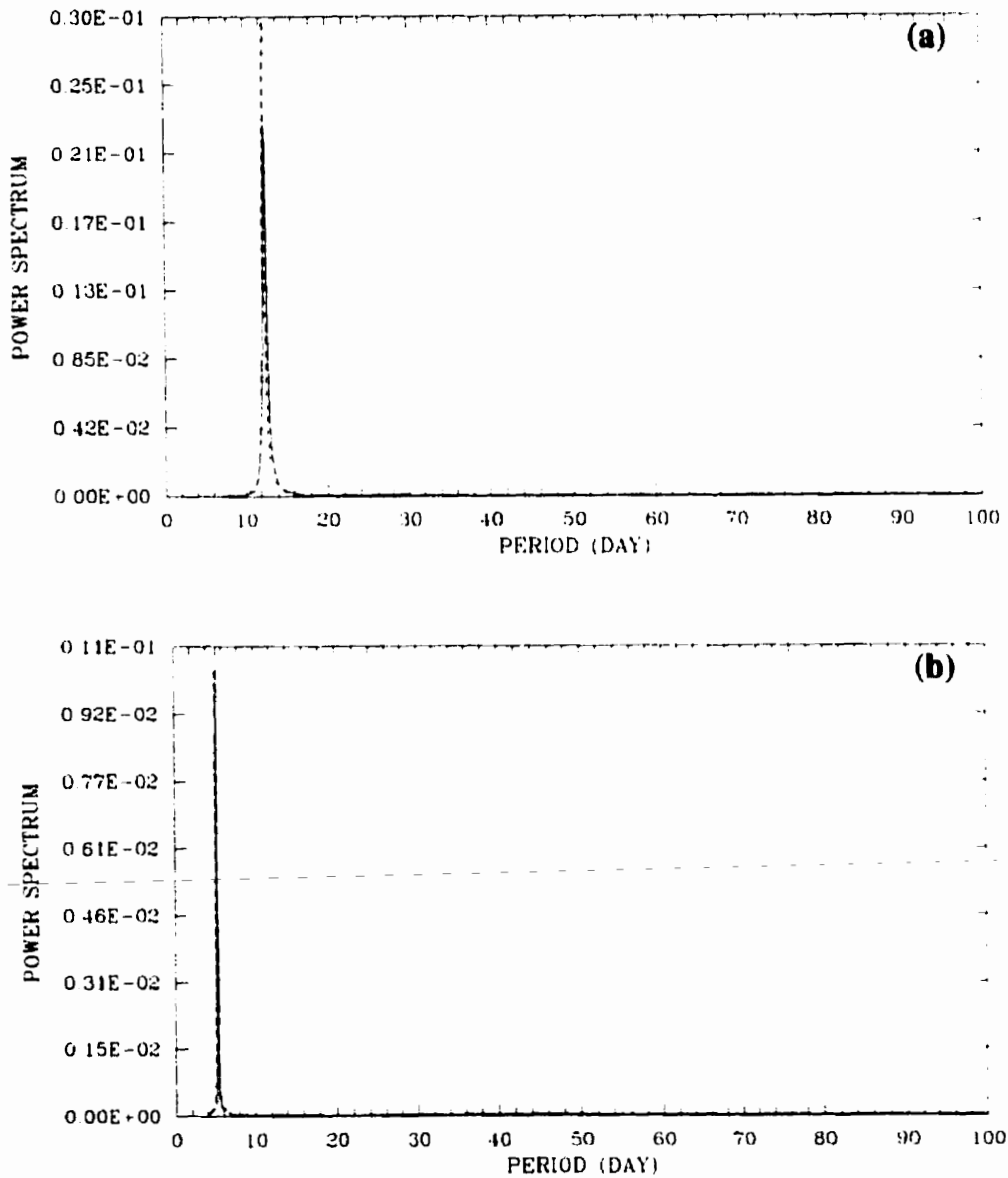 (a)
POWER SPECTRUM
0.30E-01
0.25E-01
0.21E-01
0.17E-01
0.13E-01
0.85E-02
0.42E-02
0.00E+00
0 10 20 30 40 50 60 70 80 90 100
PERIOD (DAY)
(b)
POWER SPECTRUM
0.11E-01
0.92E-02
0.77E-02
0.61E-02
0.46E-02
0.31E-02
0.15E-02
0.00E+00
0 10 20 30 40 50 60 70 80 90 100
PERIOD (DAY)